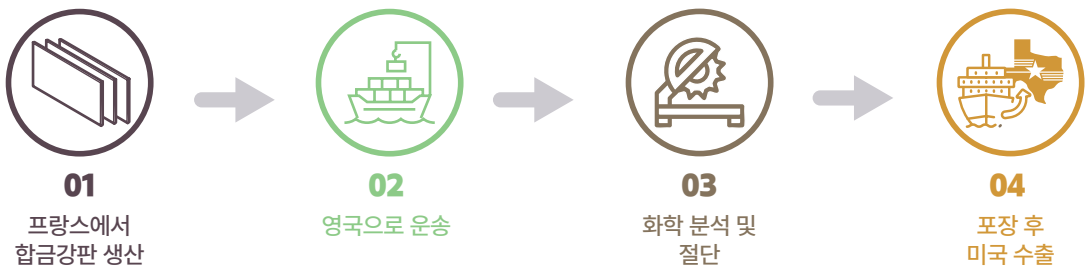 01
프랑스에서
합금강판 생산
02
영국으로 운송
03
화학 분석 및
절단
04
포장 후
미국 수출